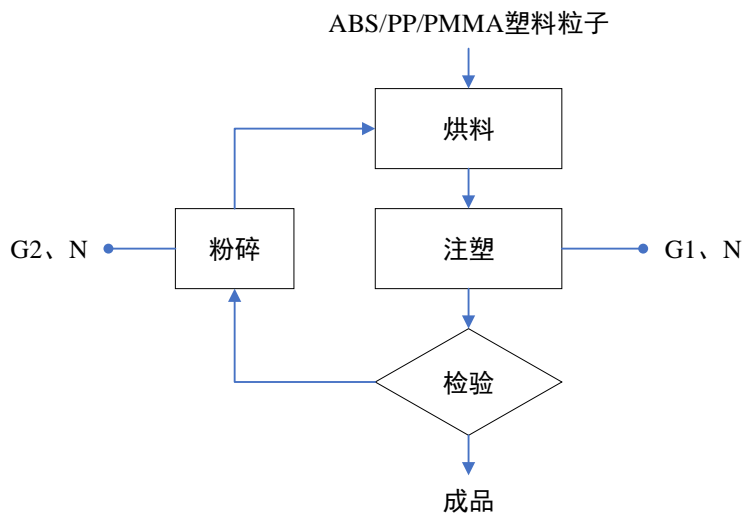 ABS/PP/PMMA塑料粒子
烘料
G2、N
粉碎
注塑
G1、N
检验
成品